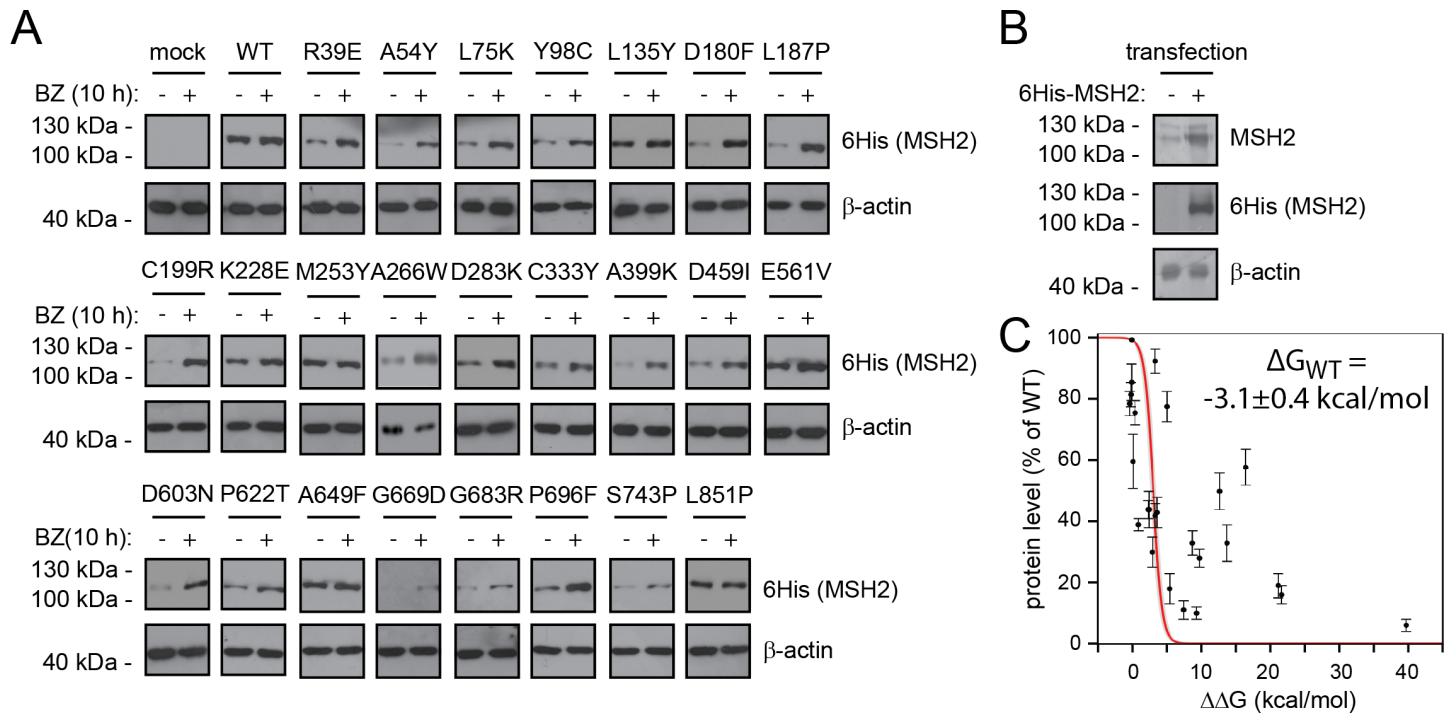 A
mock WT R39E A54Y L75K Y98C L135Y D180F L187P
BZ (10 h): - + - + - + - + - + - + - + - + - +
130 kDa -
100 kDa -
6His (MSH2)
40 kDa -
β-actin
C199R K228E M253Y A266W D283K C333Y A399K D459I E561V
BZ (10 h): - + - + - + - + - + - + - + - + - +
130 kDa -
100 kDa -
6His (MSH2)
40 kDa -
β-actin
D603N P622T A649F G669D G683R P696F S743P L851P
BZ(10 h): - + - + - + - + - + - + - + - +
130 kDa -
100 kDa -
6His (MSH2)
40 kDa -
β-actin
B
transfection
6His-MSH2: - +
130 kDa -
100 kDa -
MSH2
130 kDa -
100 kDa -
6His (MSH2)
40 kDa -
β-actin
C
ΔGWT =
-3.1±0.4 kcal/mol
protein level (% of WT)
100
80
60
40
20
0
0 10 20 30 40
ΔΔG (kcal/mol)